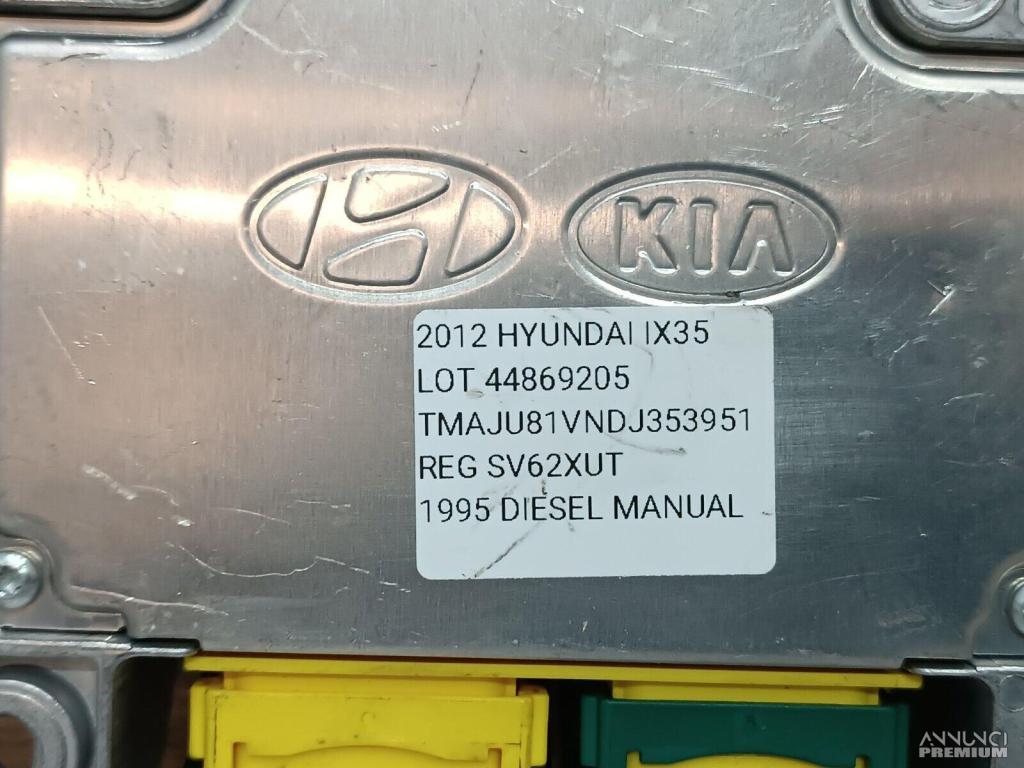 KIA
2012 HYUNDAI IX35
LOT 44869205
TMAJU81VNDJ353951
REG SV62XUT
1995 DIESEL MANUAL
ANNUNCI
PREMIUM